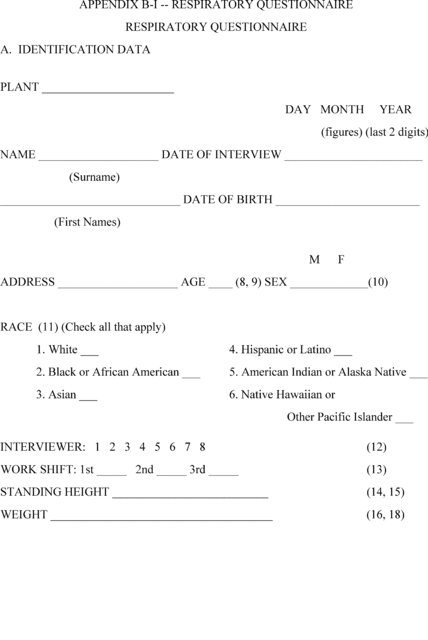 APPENDIX B-I -- RESPIRATORY QUESTIONNAIRE
RESPIRATORY QUESTIONNAIRE
A. IDENTIFICATION DATA
PLANT ______________________
DAY MONTH YEAR
(figures) (last 2 digits)
NAME ____________________ DATE OF INTERVIEW _______________________
(Surname)
______________________________ DATE OF BIRTH ________________________
(First Names)
M F
ADDRESS ____________________ AGE ____ (8, 9) SEX _____________(10)
RACE (11) (Check all that apply)
1. White ___ 4. Hispanic or Latino ___
2. Black or African American ___ 5. American Indian or Alaska Native ___
3. Asian ___ 6. Native Hawaiian or
Other Pacific Islander ___
INTERVIEWER: 1 2 3 4 5 6 7 8 (12)
WORK SHIFT: 1st _____ 2nd _____ 3rd _____ (13)
STANDING HEIGHT __________________________ (14, 15)
WEIGHT _____________________________________ (16, 18)